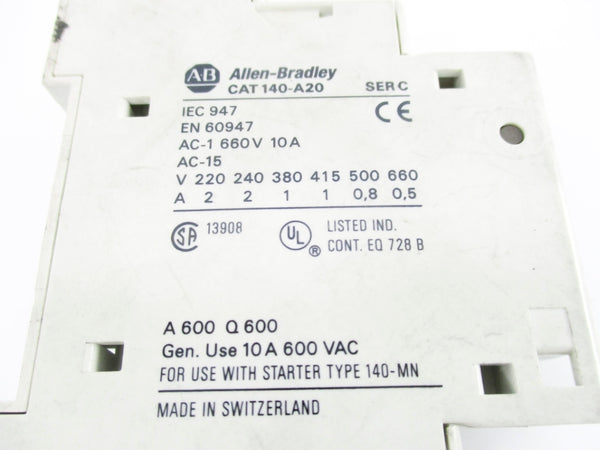 AB Allen-Bradley
CAT 140-A20 SER C
IEC 947
EN 60947
AC-1 660V 10A
AC-15
V 220 240 380 415 500 660
A 2 2 1 1 0,8 0,5
CE
SA 13908
UL ® LISTED IND. CONT. EQ 728 B
A 600 Q 600
Gen. Use 10 A 600 VAC
FOR USE WITH STARTER TYPE 140-MN
MADE IN SWITZERLAND